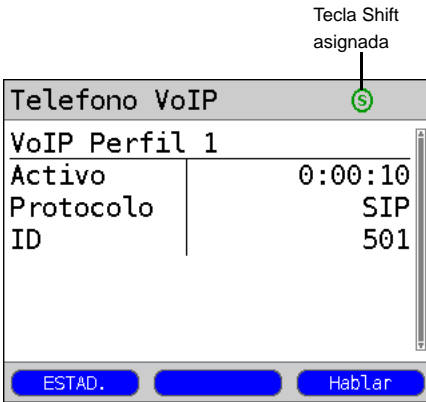 Tecla Shift
asignada
Telefono VoIP S
VoIP Perfil 1
Activo 0:00:10
Protocolo SIP
ID 501
ESTAD. Hablar